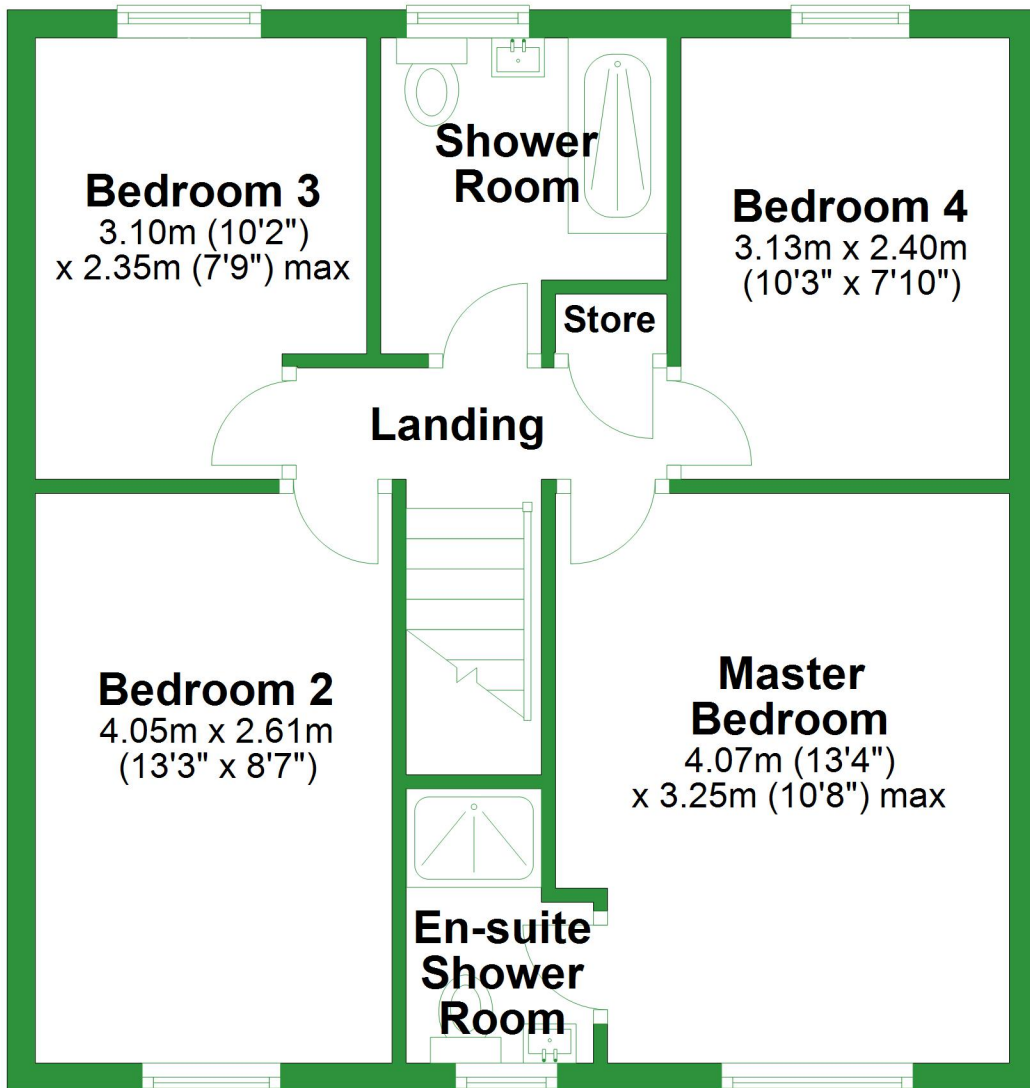 Shower
Room
Bedroom 3
3.10m (10'2")
x 2.35m (7'9") max
Bedroom 4
3.13m x 2.40m
(10'3" x 7'10")
Store
Landing
Bedroom 2
4.05m x 2.61m
(13'3" x 8'7")
Master
Bedroom
4.07m (13'4")
x 3.25m (10'8") max
En-suite
Shower
Room